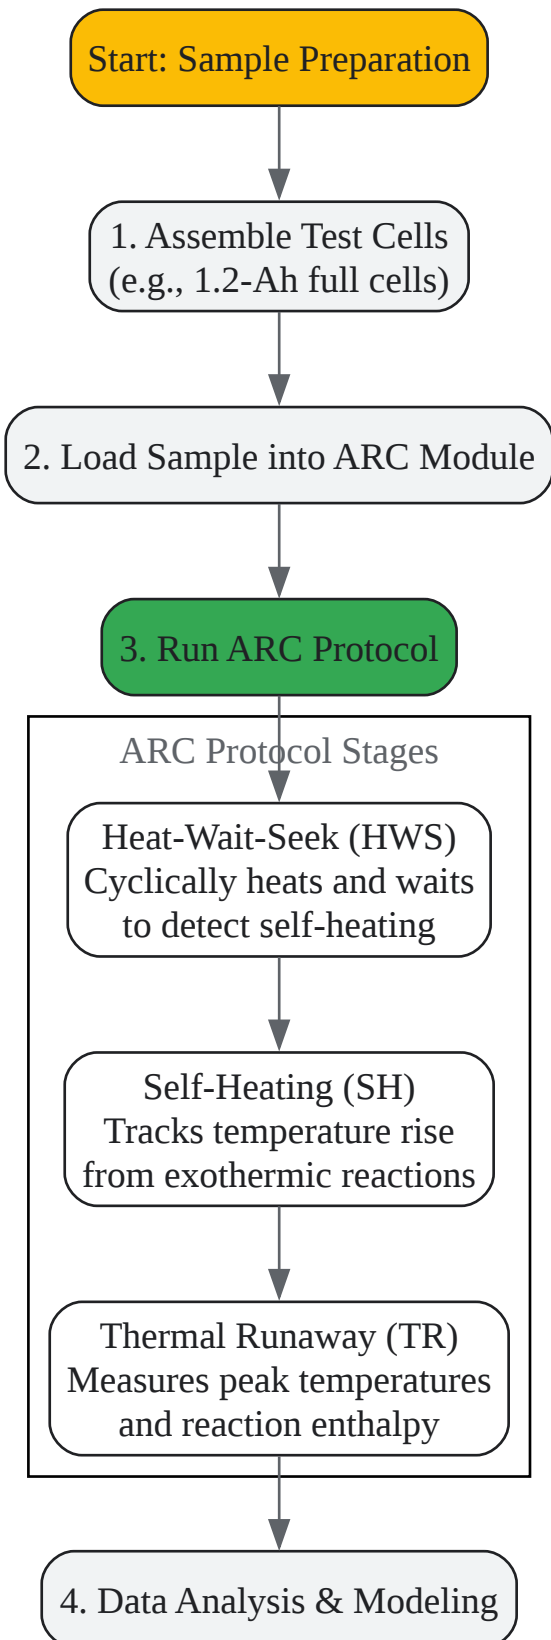 Start: Sample Preparation
1. Assemble Test Cells
(e.g., 1.2-Ah full cells)
2. Load Sample into ARC Module
3. Run ARC Protocol
ARC Protocol Stages
Heat-Wait-Seek (HWS)
Cyclically heats and waits
to detect self-heating
Self-Heating (SH)
Tracks temperature rise
from exothermic reactions
Thermal Runaway (TR)
Measures peak temperatures
and reaction enthalpy
4. Data Analysis & Modeling